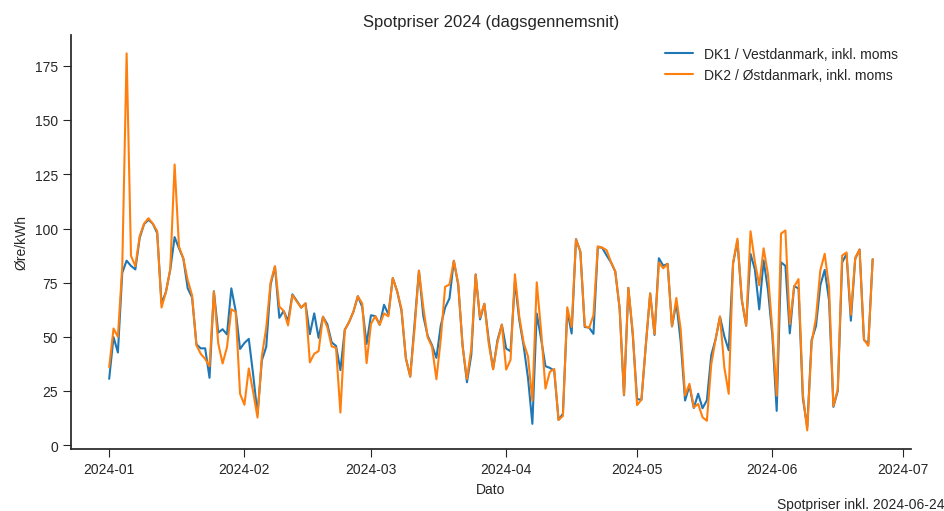 Spotpriser 2024 (dagsgennemsnit)
DK1 / Vestdanmark, inkl. moms
DK2 / Østdanmark, inkl. moms
Øre/kWh
175
150
125
100
75
50
25
0
2024-01 2024-02 2024-03 2024-04 2024-05 2024-06 2024-07
Dato
Spotpriser inkl. 2024-06-24